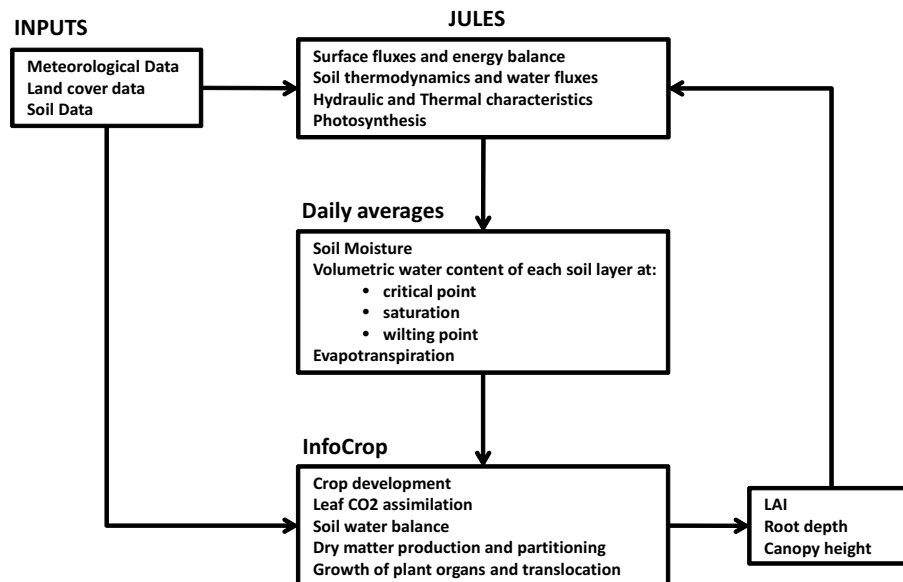 INPUTS
Meteorological Data
Land cover data
Soil Data
JULES
Surface fluxes and energy balance
Soil thermodynamics and water fluxes
Hydraulic and Thermal characteristics
Photosynthesis
Daily averages
Soil Moisture
Volumetric water content of each soil layer at:
• critical point
• saturation
• wilting point
Evapotranspiration
InfoCrop
Crop development
Leaf CO2 assimilation
Soil water balance
Dry matter production and partitioning
Growth of plant organs and translocation
LAI
Root depth
Canopy height